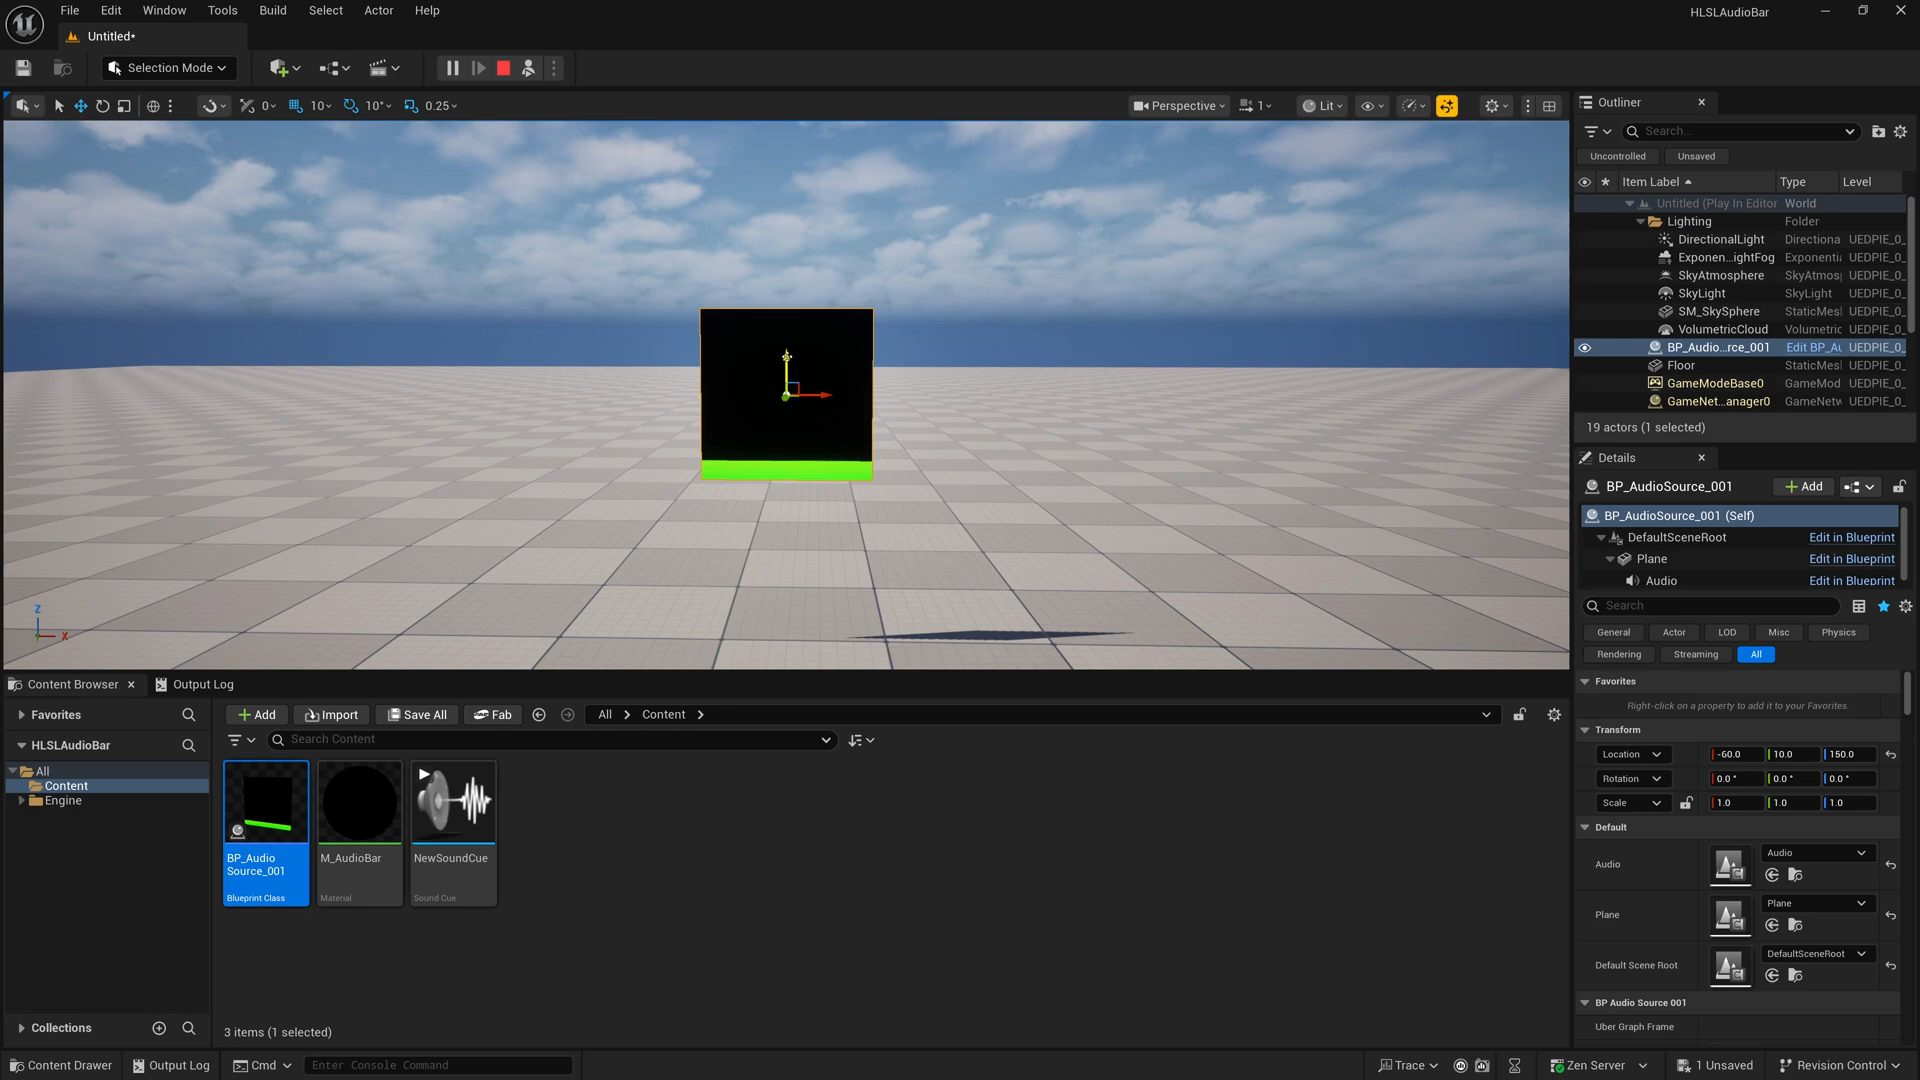 File Edit Window Tools Build Select Actor Help
HLSLAudioBar
Untitled*
Selection Mode
0 10 10° 0.25
Perspective 1 Lit
Outliner
Search...
Uncontrolled Unsaved
Item Label Type Level
Untitled (Play In Editor World
Lighting Folder
DirectionalLight Directiona UEDPIE_0_
Exponen...ightFog Exponentia UEDPIE_0_
SkyAtmosphere SkyAtmos UEDPIE_0_
SkyLight SkyLight UEDPIE_0_
SM_SkySphere StaticMesl UEDPIE_0_
VolumetricCloud Volumetric UEDPIE_0_
BP_Audio...rce_001 Edit BP_Au UEDPIE_0_
Floor StaticMesl UEDPIE_0_
GameModeBase0 GameMod UEDPIE_0_
GameNet...anager0 GameNetw UEDPIE_0_
19 actors (1 selected)
Details
BP_AudioSource_001 Add
BP_AudioSource_001 (Self)
DefaultSceneRoot Edit in Blueprint
Plane Edit in Blueprint
Audio Edit in Blueprint
Search
General Actor LOD Misc Physics
Rendering Streaming All
Favorites
Right-click on a property to add it to your Favorites.
Transform
Location -60.0 10.0 150.0
Rotation 0.0° 0.0° 0.0°
Scale 1.0 1.0 1.0
Default
Audio Audio
Plane Plane
Default Scene Root DefaultSceneRoot
BP Audio Source 001
Uber Graph Frame
Z
X
Content Browser Output Log
Favorites
HLSLAudioBar
All
Content
Engine
Collections
Add Import Save All Fab All Content
Search Content
BP_Audio
Source_001
Blueprint Class
M_AudioBar
Material
NewSoundCue
Sound Cue
3 items (1 selected)
Content Drawer Output Log Cmd Enter Console Command
Trace Zen Server 1 Unsaved Revision Control